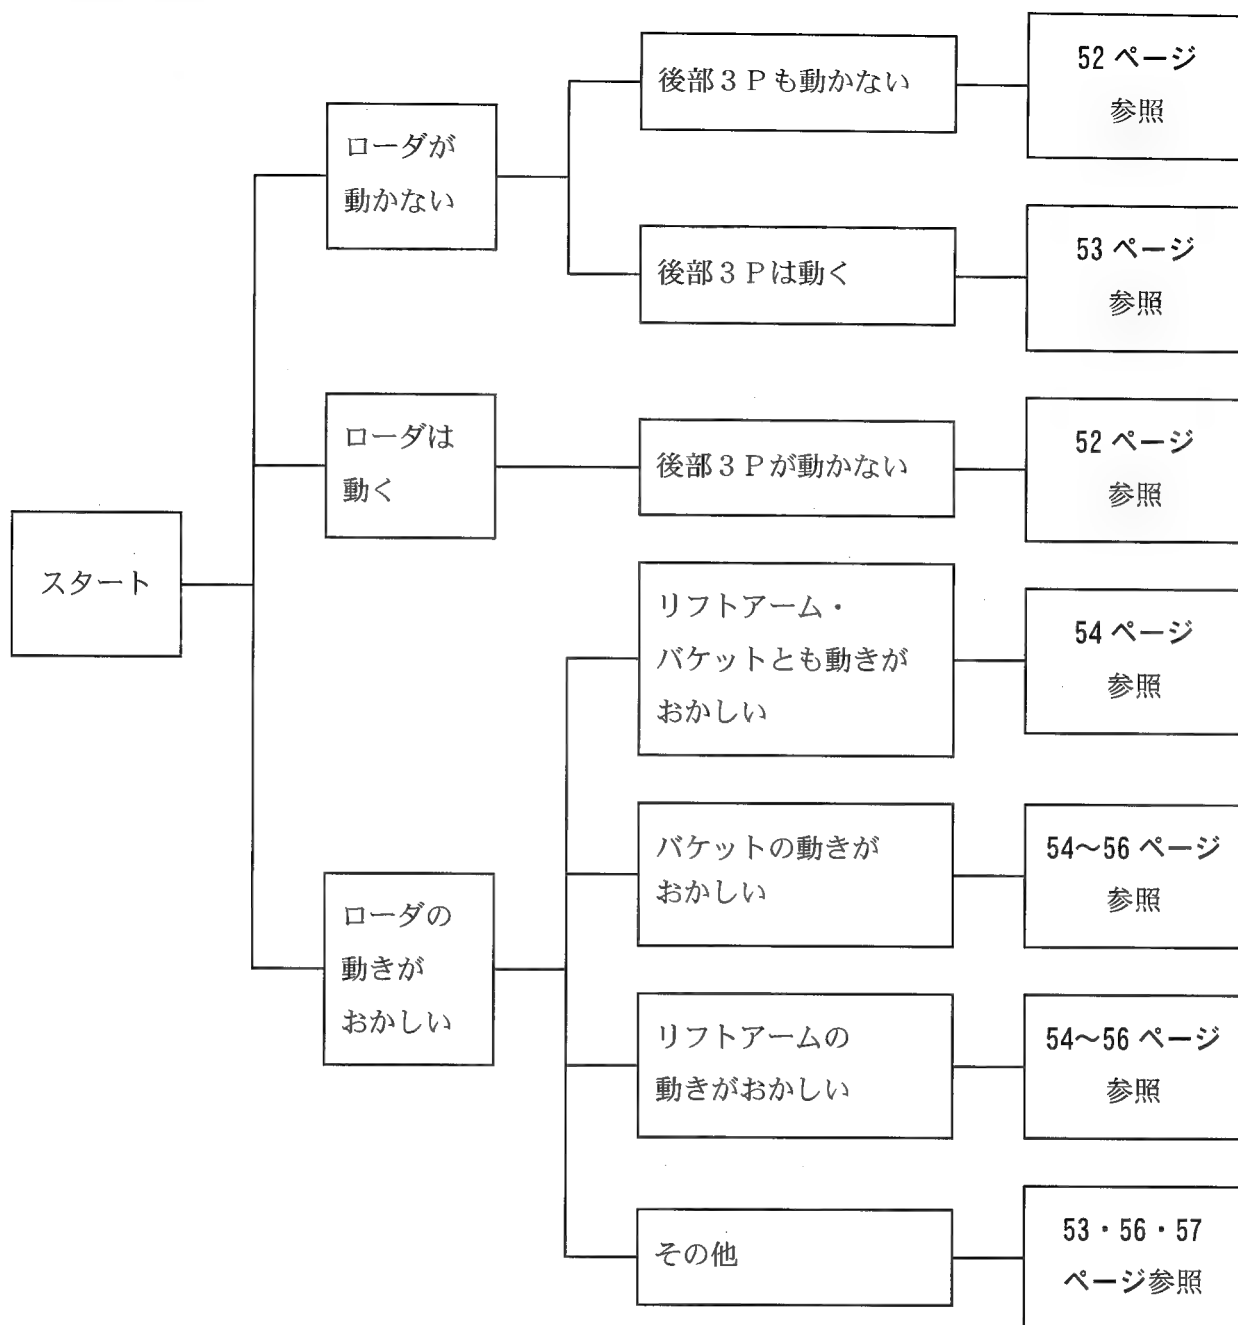 スタート
ローダが
動かない
後部３Ｐも動かない
52 ページ
参照
後部３Ｐは動く
53 ページ
参照
ローダは
動く
後部３Ｐが動かない
52 ページ
参照
ローダの
動きが
おかしい
リフトアーム・
バケットとも動きが
おかしい
54 ページ
参照
バケットの動きが
おかしい
54～56 ページ
参照
リフトアームの
動きがおかしい
54～56 ページ
参照
その他
53・56・57
ページ参照